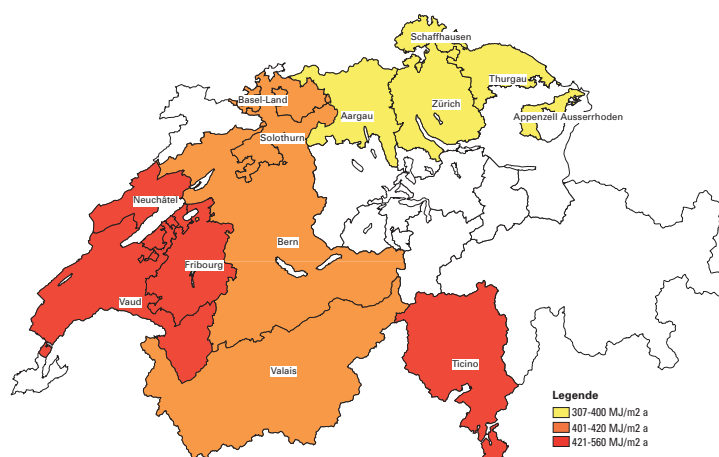 Schaffhausen
Thurgau
Basel-Land
Zürich
Aargau
Appenzell Ausserrhoden
Solothurn
Neuchâtel
Bern
Fribourg
Vaud
Ticino
Valais
Legende
307-400 MJ/m2 a
401-420 MJ/m2 a
421-560 MJ/m2 a